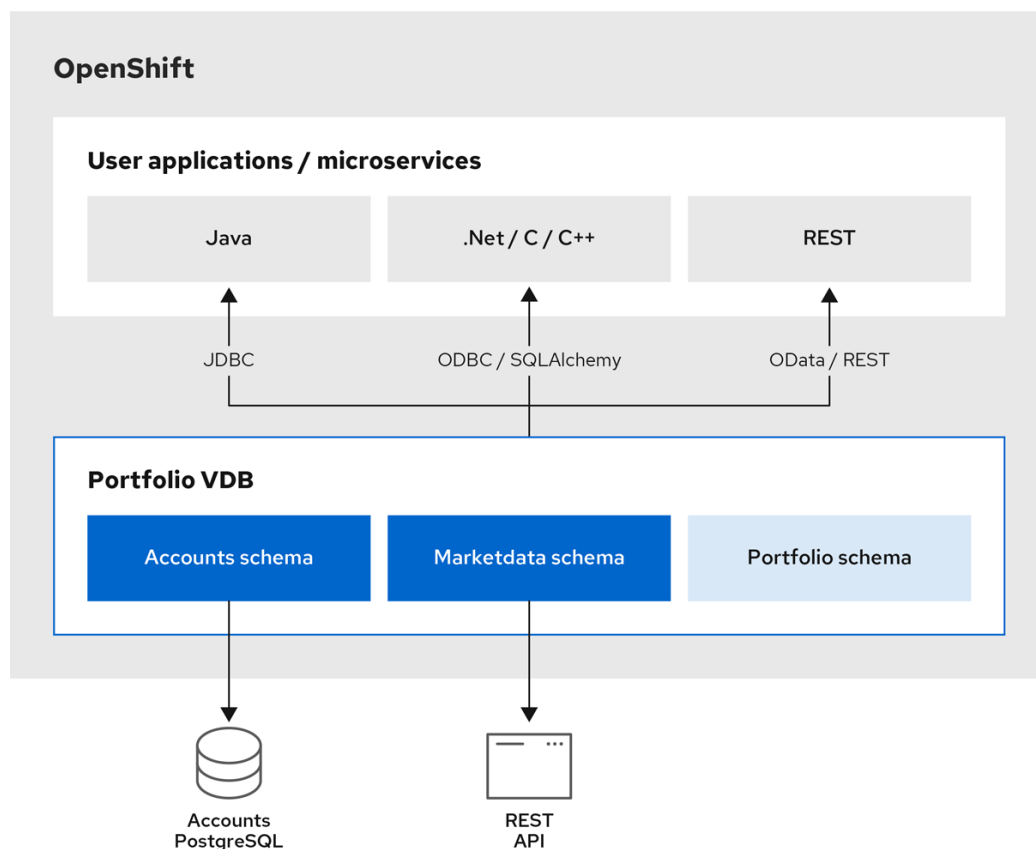 OpenShift
User applications / microservices
Java
.Net / C / C++
REST
JDBC
ODBC / SQLAlchemy
OData / REST
Portfolio VDB
Accounts schema
Marketdata schema
Portfolio schema
Accounts
PostgreSQL
REST
API